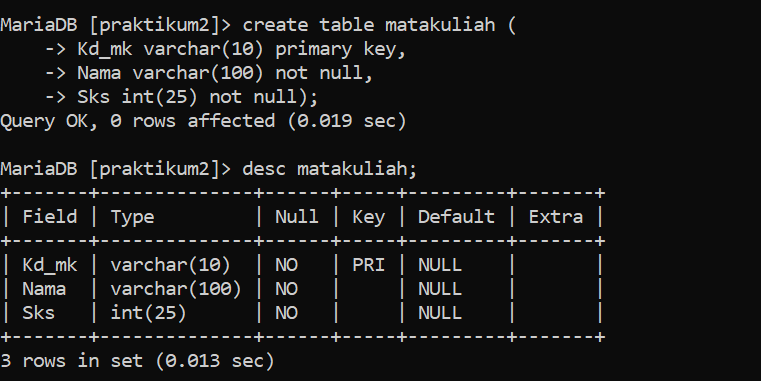 MariaDB [praktikum2]> create table matakuliah (
    -> Kd_mk varchar(10) primary key,
    -> Nama varchar(100) not null,
    -> Sks int(25) not null);
Query OK, 0 rows affected (0.019 sec)

MariaDB [praktikum2]> desc matakuliah;
+-------+--------------+------+-----+---------+-------+
| Field | Type         | Null | Key | Default | Extra |
+-------+--------------+------+-----+---------+-------+
| Kd_mk | varchar(10)  | NO   | PRI | NULL    |       |
| Nama  | varchar(100) | NO   |     | NULL    |       |
| Sks   | int(25)      | NO   |     | NULL    |       |
+-------+--------------+------+-----+---------+-------+
3 rows in set (0.013 sec)